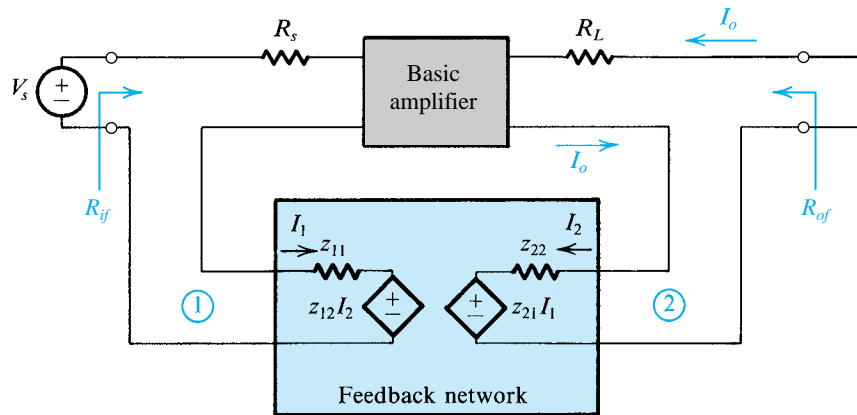 I_o
R_s
R_L
Basic
amplifier
V_s
+
−
I_o
R_if
R_of
I_1
I_2
z_11
z_22
1
z_12 I_2
+
−
+
−
z_21 I_1
2
Feedback network